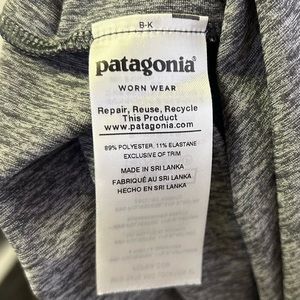 B-K
patagonia®
WORN WEAR
Repair, Reuse, Recycle
This Product
www.patagonia.com
89% POLYESTER, 11% ELASTANE
EXCLUSIVE OF TRIM
MADE IN SRI LANKA
FABRIQUÉ AU SRI LANKA
HECHO EN SRI LANKA